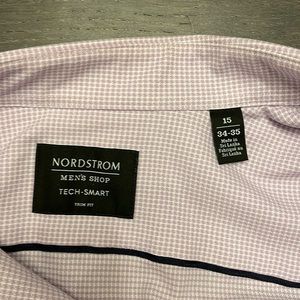 NORDSTROM
MEN'S SHOP
TECH-SMART
TRIM FIT
15
34-35
Made in
Sri Lanka
Fabriqué au
Sri Lanka